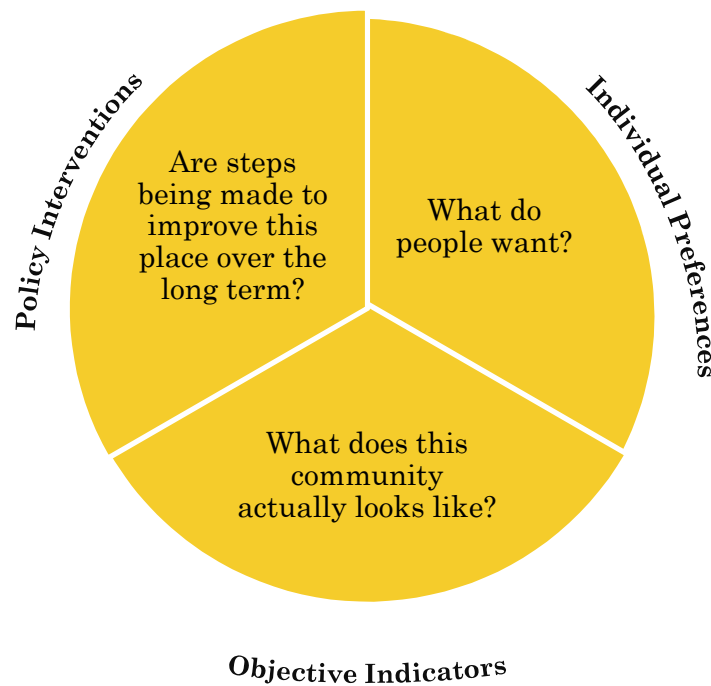 Policy Interventions
Are steps
being made to
improve this
place over the
long term?
Individual Preferences
What do
people want?
What does this
community
actually looks like?
Objective Indicators